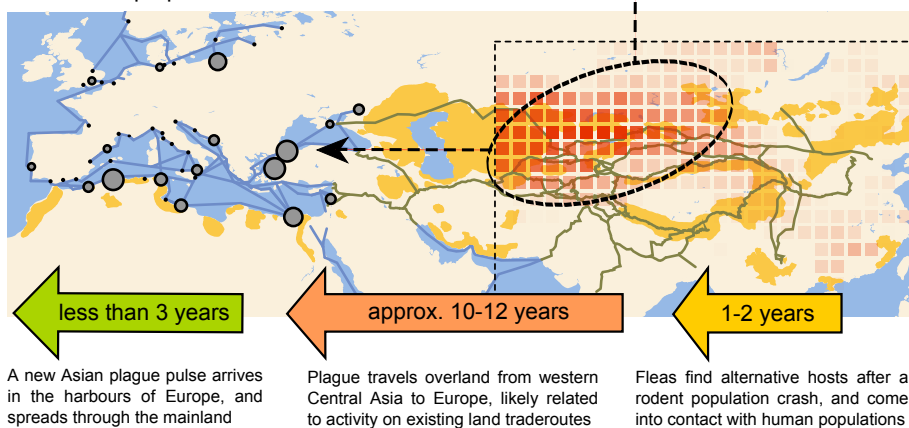 less than 3 years
approx. 10-12 years
1-2 years
A new Asian plague pulse arrives
in the harbours of Europe, and
spreads through the mainland
Plague travels overland from western
Central Asia to Europe, likely related
to activity on existing land traderoutes
Fleas find alternative hosts after a
rodent population crash, and come
into contact with human populations